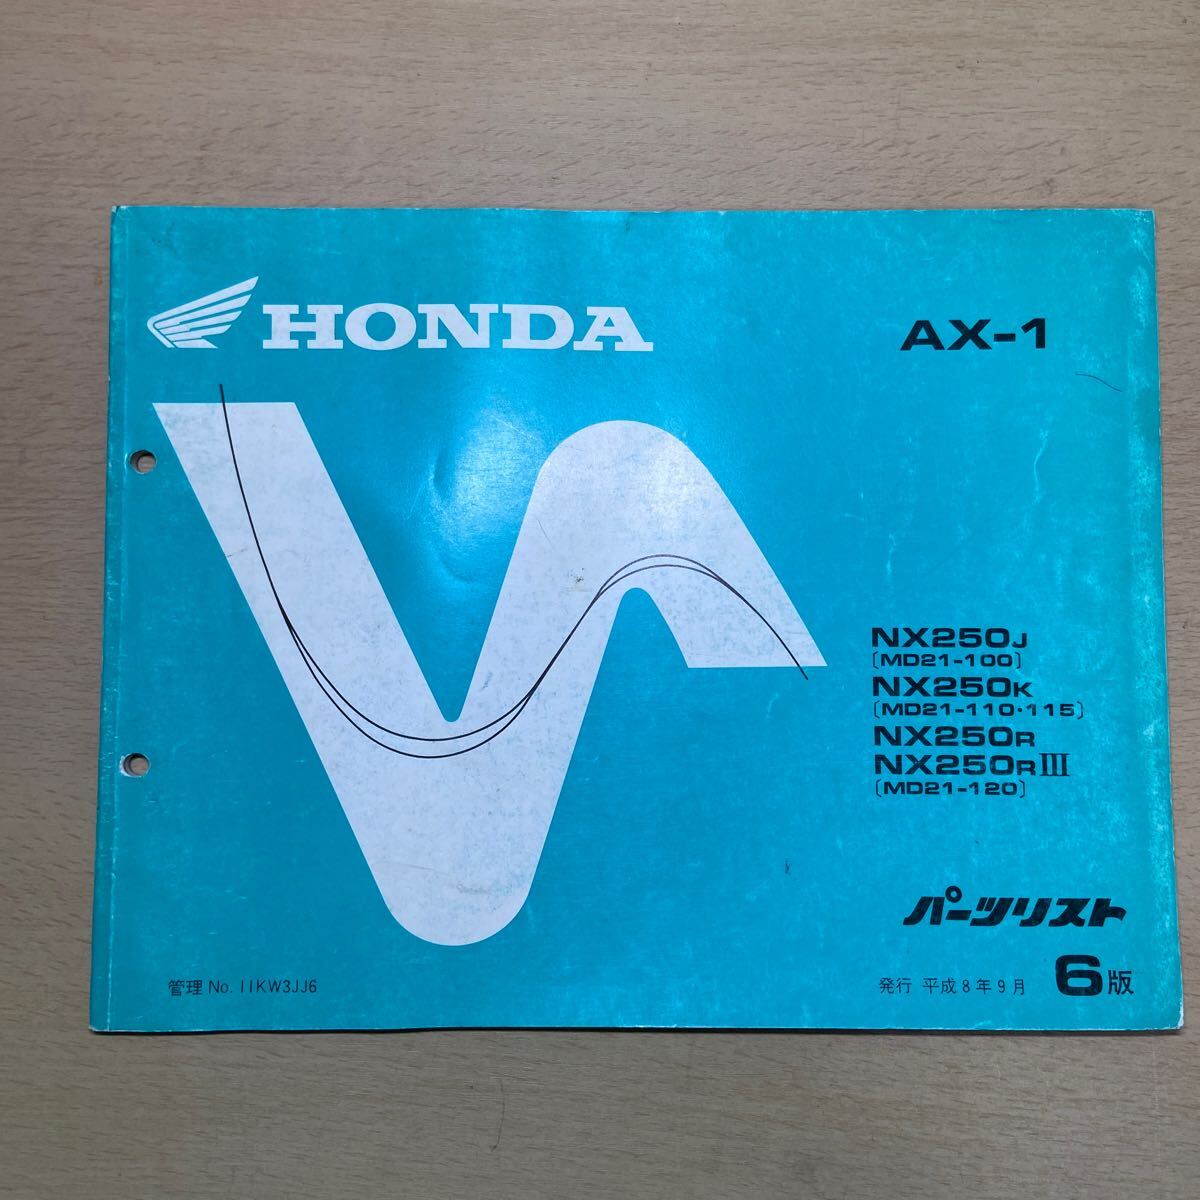 HONDA
AX-1
NX250J
(MD21-100)
NX250K
(MD21-110・115)
NX250R
NX250RIII
(MD21-120)
パーツリスト
管理 No. 11KW3JJ6
発行 平成8年9月 6版